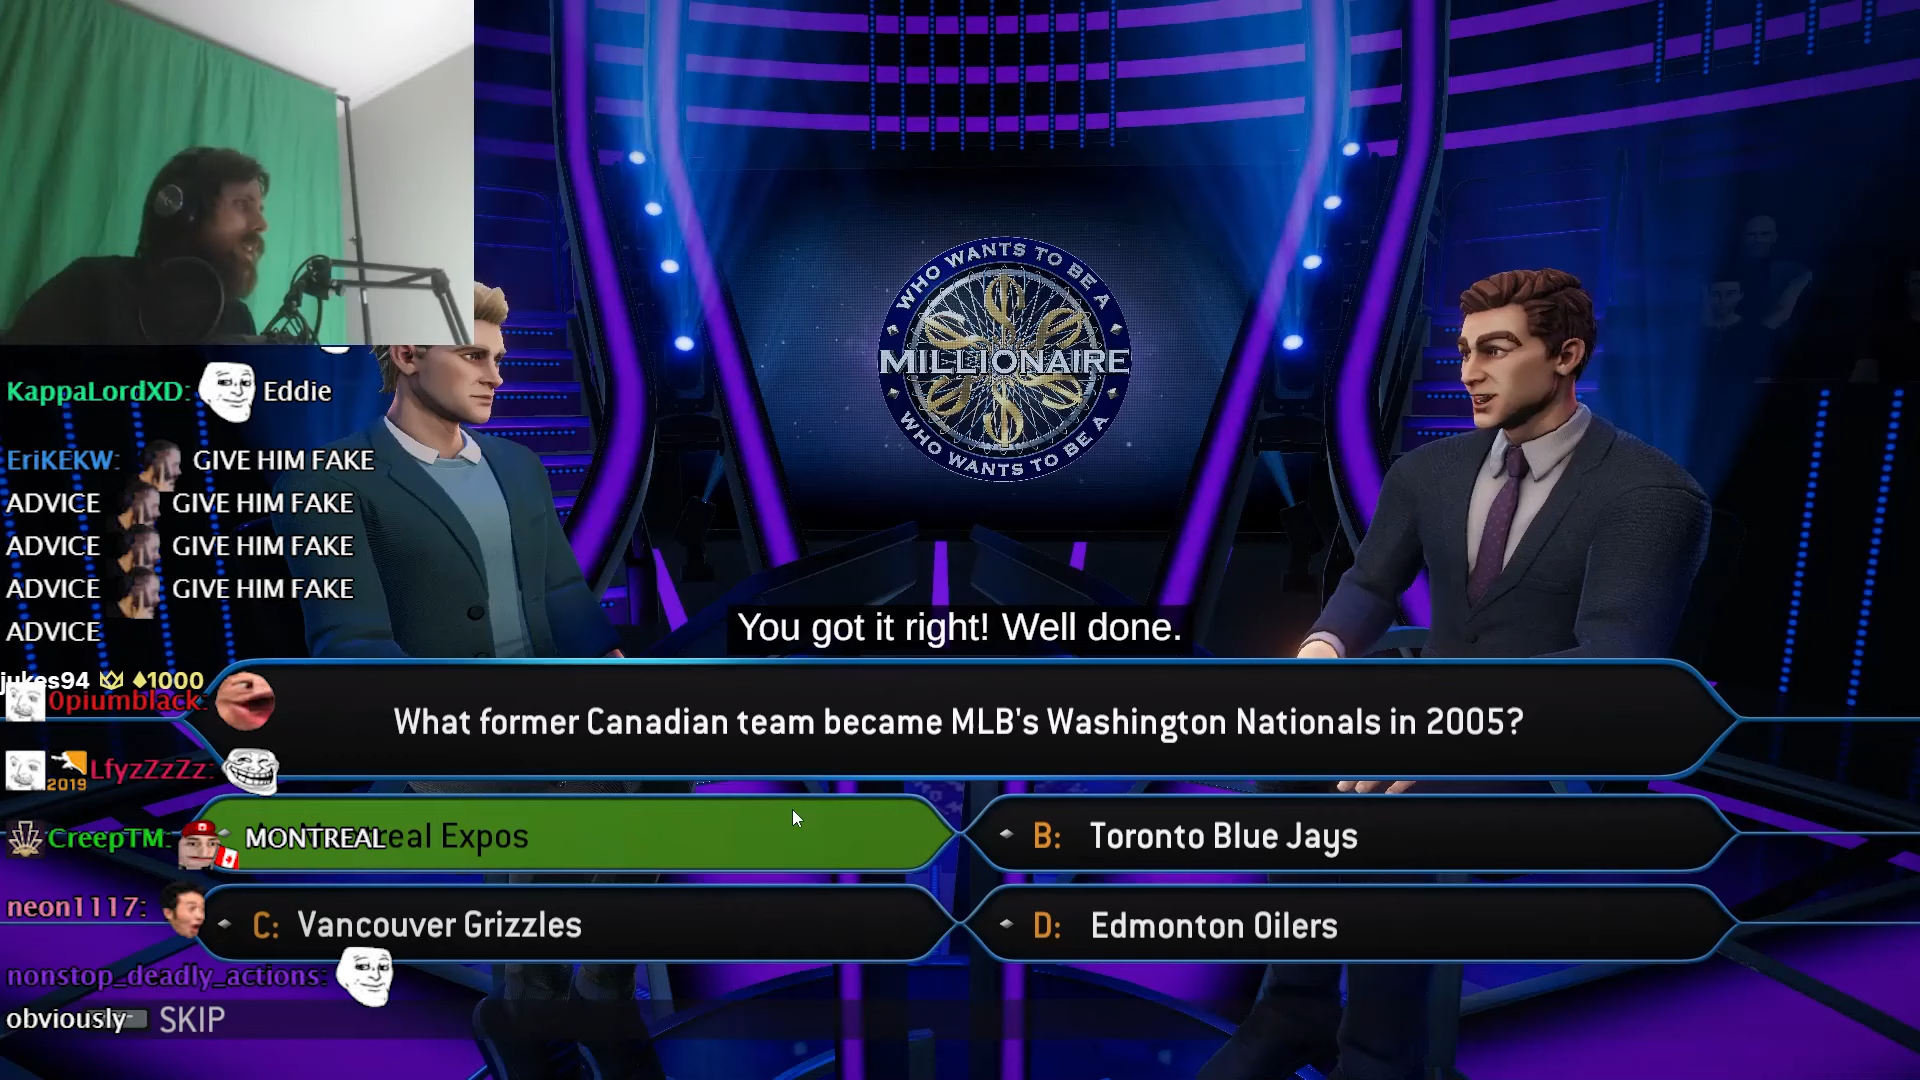 WHO WANTS TO BE A
MILLIONAIRE
WHO WANTS TO BE A
KappaLordXD: Eddie
EriKEKW: GIVE HIM FAKE
ADVICE GIVE HIM FAKE
ADVICE GIVE HIM FAKE
ADVICE GIVE HIM FAKE
ADVICE
You got it right! Well done.
jukes94 1000
0piumblack:
What former Canadian team became MLB's Washington Nationals in 2005?
2019 LfyzZzZz:
CreepTM: MONTREAL
Expos
B: Toronto Blue Jays
neon1117:
C: Vancouver Grizzles
D: Edmonton Oilers
nonstop_deadly_actions:
obviously
SKIP